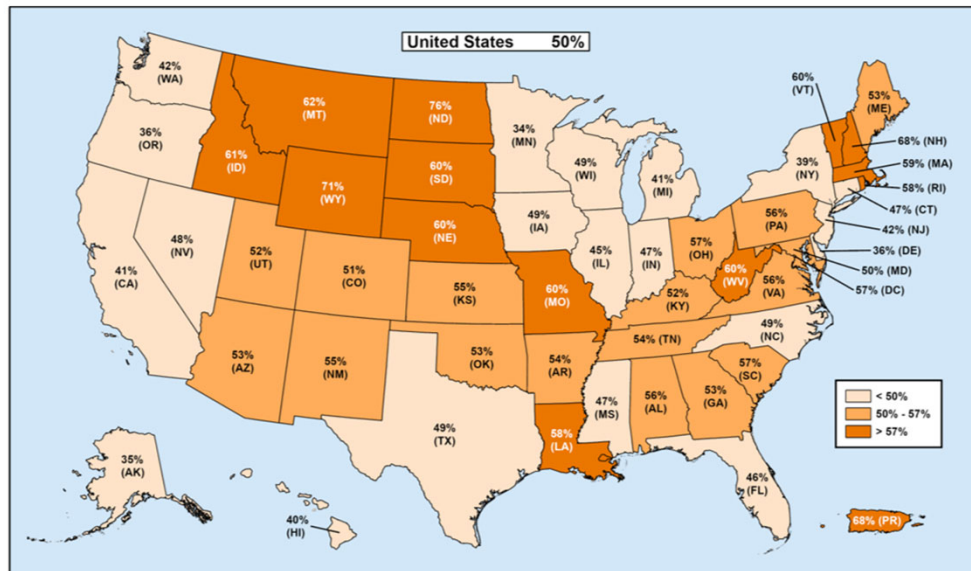 United States 50%
42%
(WA)
36%
(OR)
41%
(CA)
48%
(NV)
61%
(ID)
62%
(MT)
71%
(WY)
52%
(UT)
51%
(CO)
53%
(AZ)
55%
(NM)
76%
(ND)
60%
(SD)
60%
(NE)
55%
(KS)
53%
(OK)
49%
(TX)
34%
(MN)
49%
(IA)
60%
(MO)
54%
(AR)
58%
(LA)
49%
(WI)
45%
(IL)
47%
(MS)
41%
(MI)
47%
(IN)
57%
(OH)
52%
(KY)
54% (TN)
56%
(AL)
53%
(GA)
46%
(FL)
57%
(SC)
49%
(NC)
56%
(VA)
60%
(WV)
56%
(PA)
39%
(NY)
60%
(VT)
53%
(ME)
68% (NH)
59% (MA)
58% (RI)
47% (CT)
42% (NJ)
36% (DE)
50% (MD)
57% (DC)
35%
(AK)
40%
(HI)
68% (PR)
< 50%
50% - 57%
> 57%